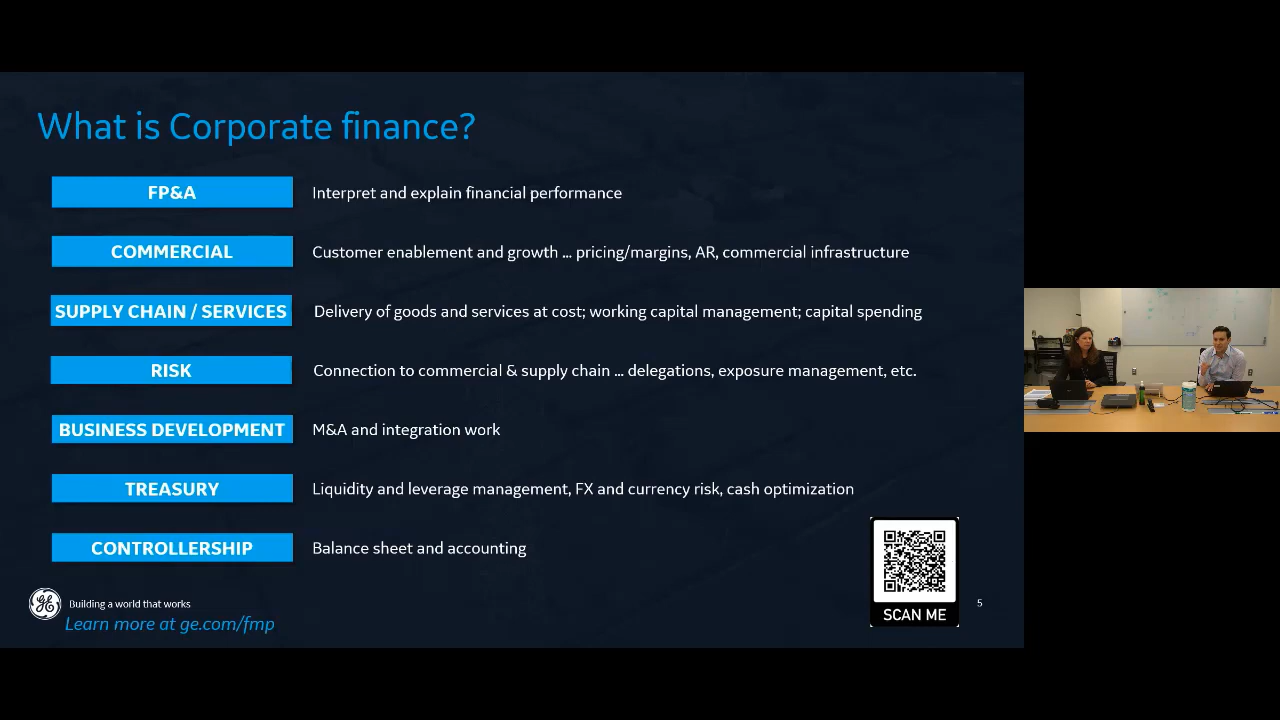 What is Corporate finance?
FP&A
Interpret and explain financial performance
COMMERCIAL
Customer enablement and growth ... pricing/margins, AR, commercial infrastructure
SUPPLY CHAIN / SERVICES
Delivery of goods and services at cost; working capital management; capital spending
RISK
Connection to commercial & supply chain ... delegations, exposure management, etc.
BUSINESS DEVELOPMENT
M&A and integration work
TREASURY
Liquidity and leverage management, FX and currency risk, cash optimization
CONTROLLERSHIP
Balance sheet and accounting
GE
Building a world that works
Learn more at ge.com/fmp
SCAN ME
5